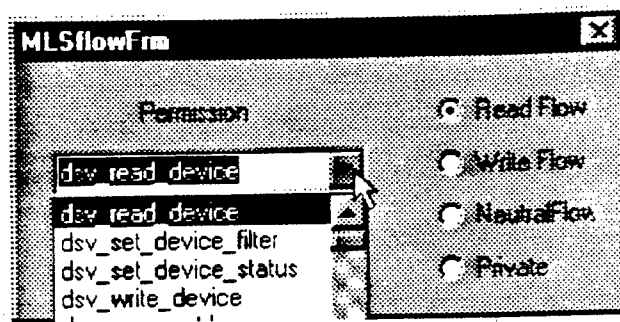 MLSflowFrm
Permission
dsv_read_device
dsv_read_device
dsv_set_device_filter
dsv_set_device_status
dsv_write_device
Read Flow
Write Flow
NeutralFlow
Private